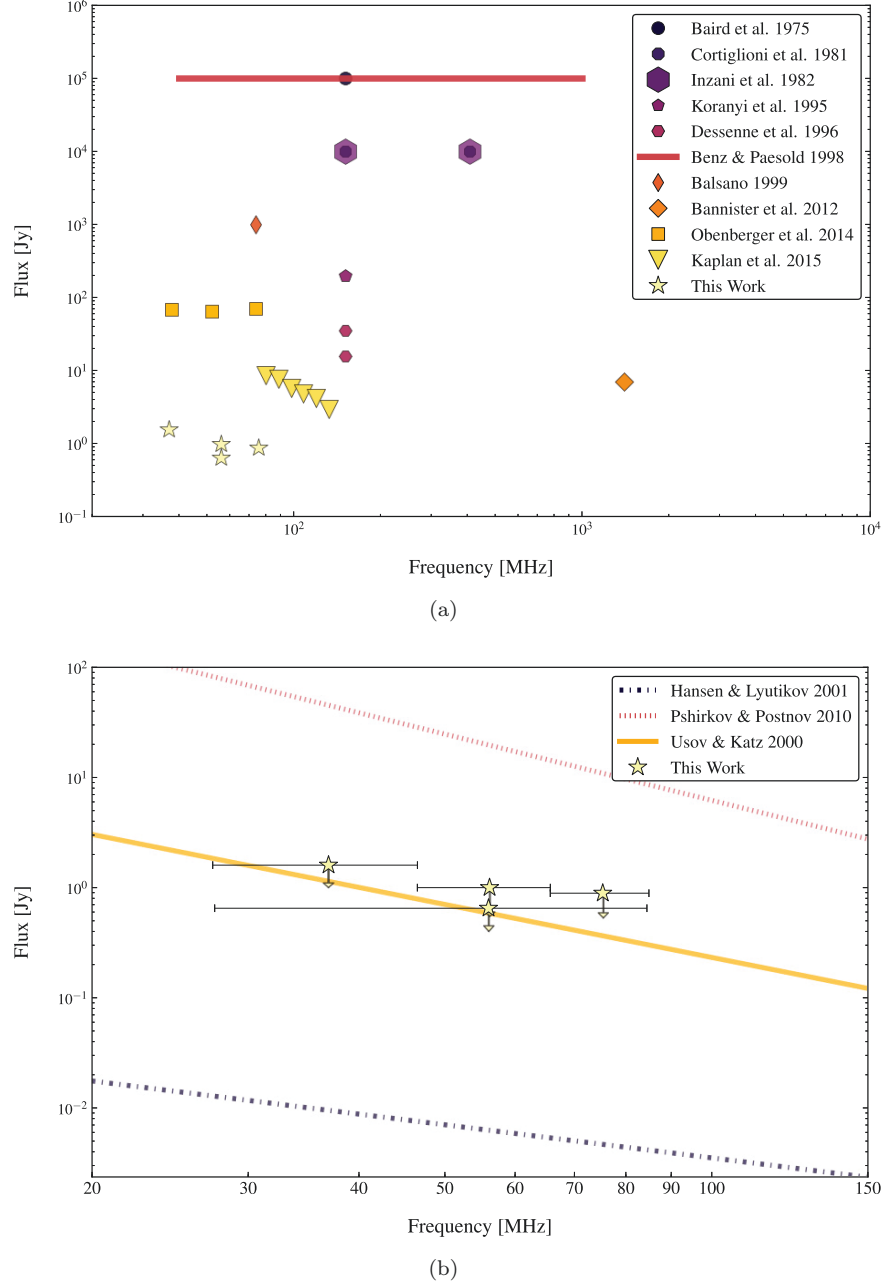 10^6
10^5
10^4
10^3
10^2
10^1
10^0
10^-1
Flux [Jy]
10^2
10^3
10^4
Frequency [MHz]
Baird et al. 1975
Cortiglioni et al. 1981
Inzani et al. 1982
Koranyi et al. 1995
Dessenne et al. 1996
Benz & Paesold 1998
Balsano 1999
Bannister et al. 2012
Obenberger et al. 2014
Kaplan et al. 2015
This Work
(a)
10^2
10^1
10^0
10^-1
10^-2
Flux [Jy]
20
30
40
50
60
70
80
90
100
150
Frequency [MHz]
Hansen & Lyutikov 2001
Pshirkov & Postnov 2010
Usov & Katz 2000
This Work
(b)